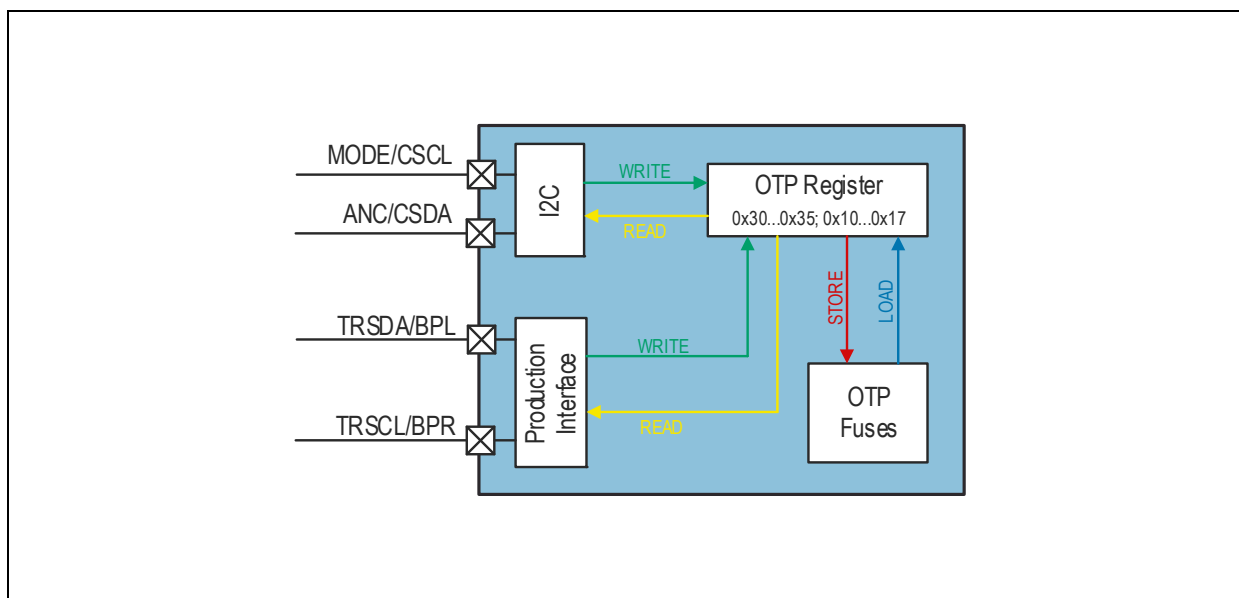 MODE/CSCL
ANC/CSDA
I2C
WRITE
READ
OTP Register
0x30...0x35; 0x10...0x17
STORE
LOAD
TRSDA/BPL
TRSCL/BPR
Production
Interface
WRITE
READ
OTP
Fuses